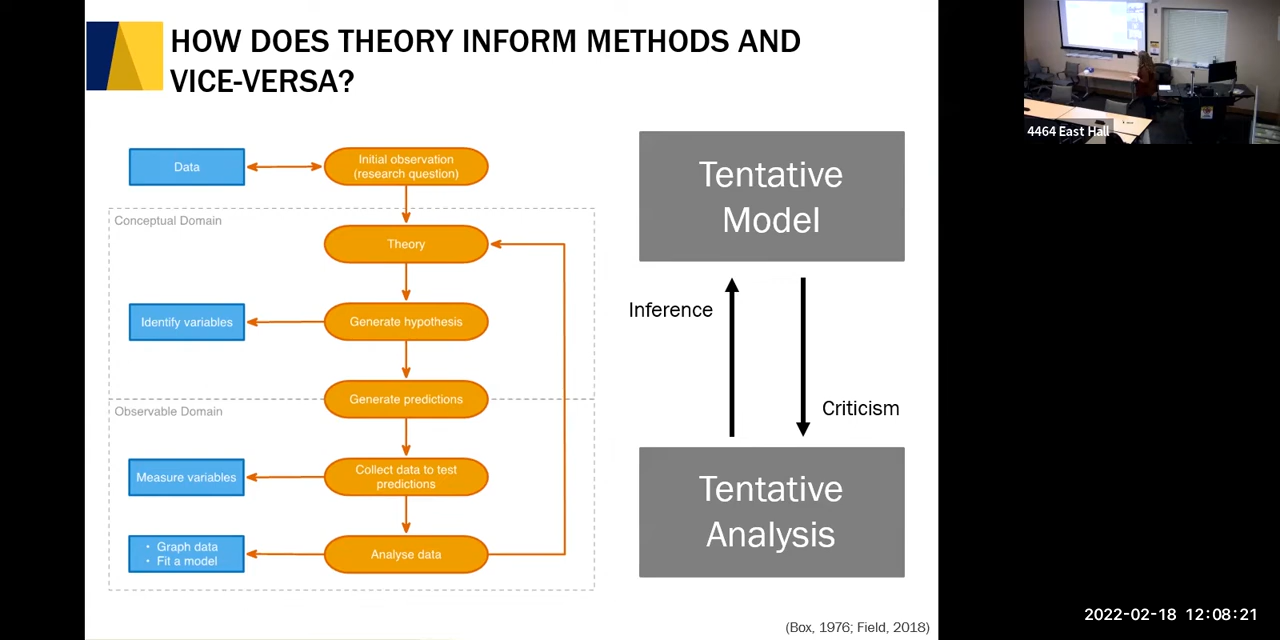 HOW DOES THEORY INFORM METHODS AND
VICE-VERSA?
Data
Initial observation
(research question)
Conceptual Domain
Theory
Identify variables
Generate hypothesis
Generate predictions
Observable Domain
Measure variables
Collect data to test
predictions
• Graph data
• Fit a model
Analyse data
Tentative
Model
Inference
Criticism
Tentative
Analysis
(Box, 1976; Field, 2018)
4464 East Hall
2022-02-18 12:08:21